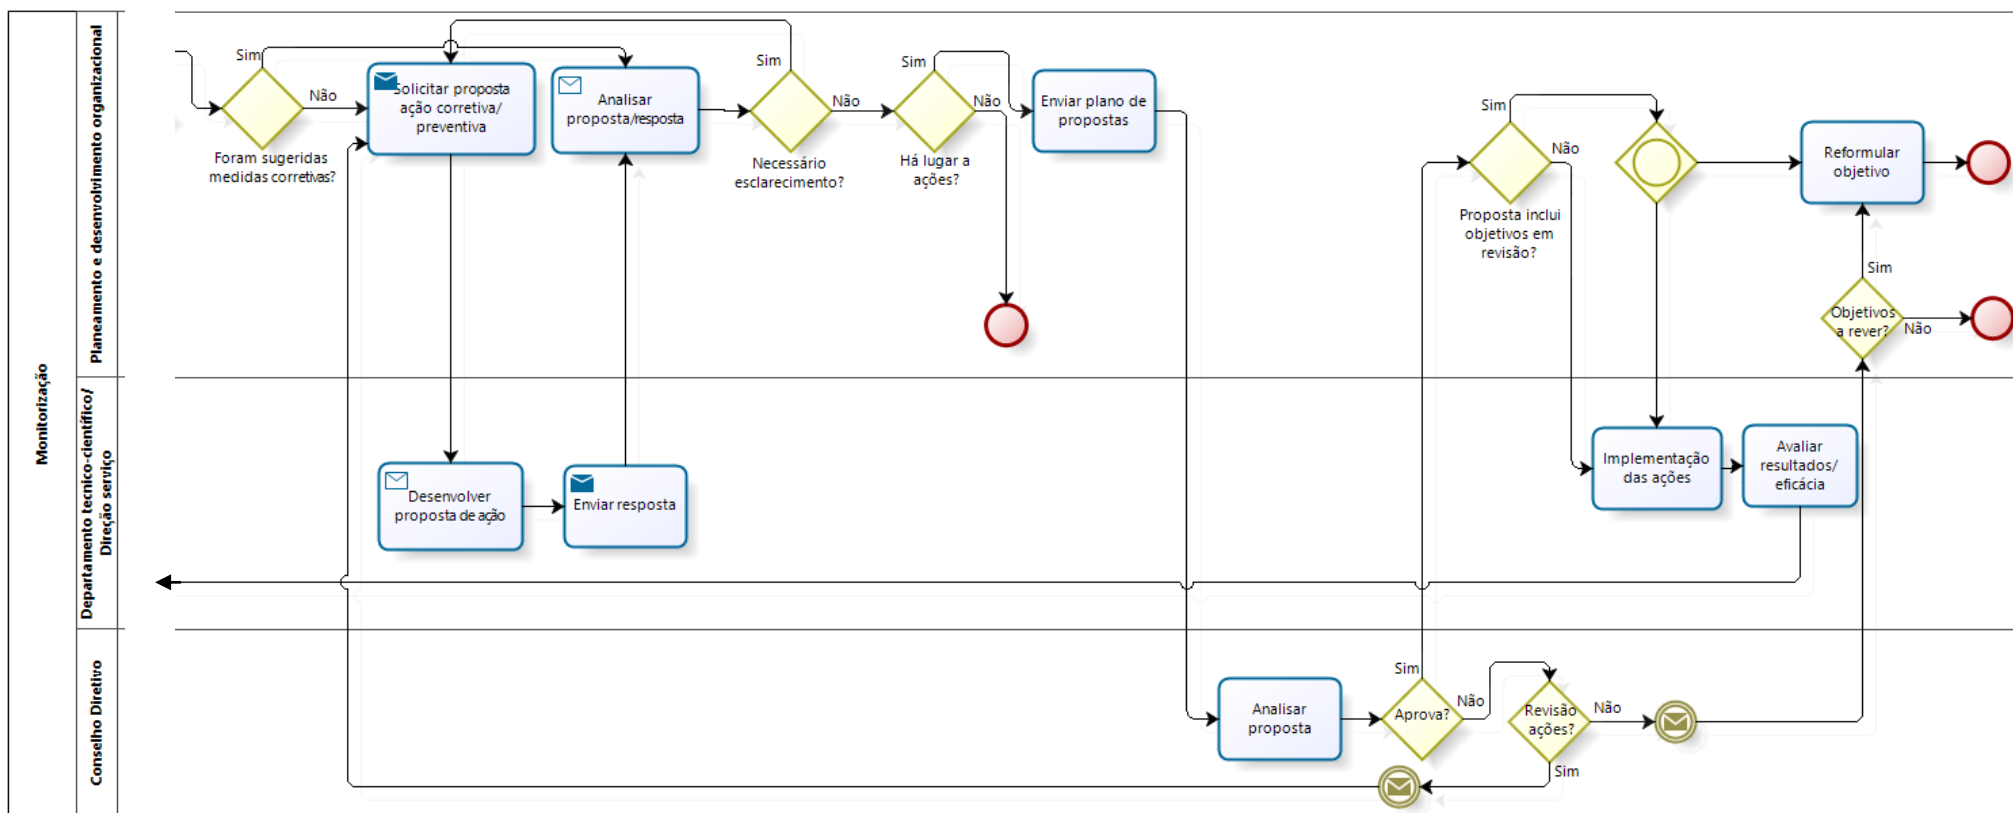 Monitorização
Planeamento e desenvolvimento organizacional
Departamento tecnico-científico/
Direção serviço
Conselho Diretivo
Sim
Não
Foram sugeridas
medidas corretivas?
Solicitar proposta
ação corretiva/
preventiva
Analisar
proposta/resposta
Sim
Não
Necessário
esclarecimento?
Sim
Não
Há lugar a
ações?
Enviar plano de
propostas
Sim
Não
Proposta inclui
objetivos em
revisão?
Reformular
objetivo
Sim
Objetivos
a rever?
Não
Desenvolver
proposta de ação
Enviar resposta
Implementação
das ações
Avaliar
resultados/
eficácia
Analisar
proposta
Sim
Aprova?
Não
Revisão
ações?
Não
Sim